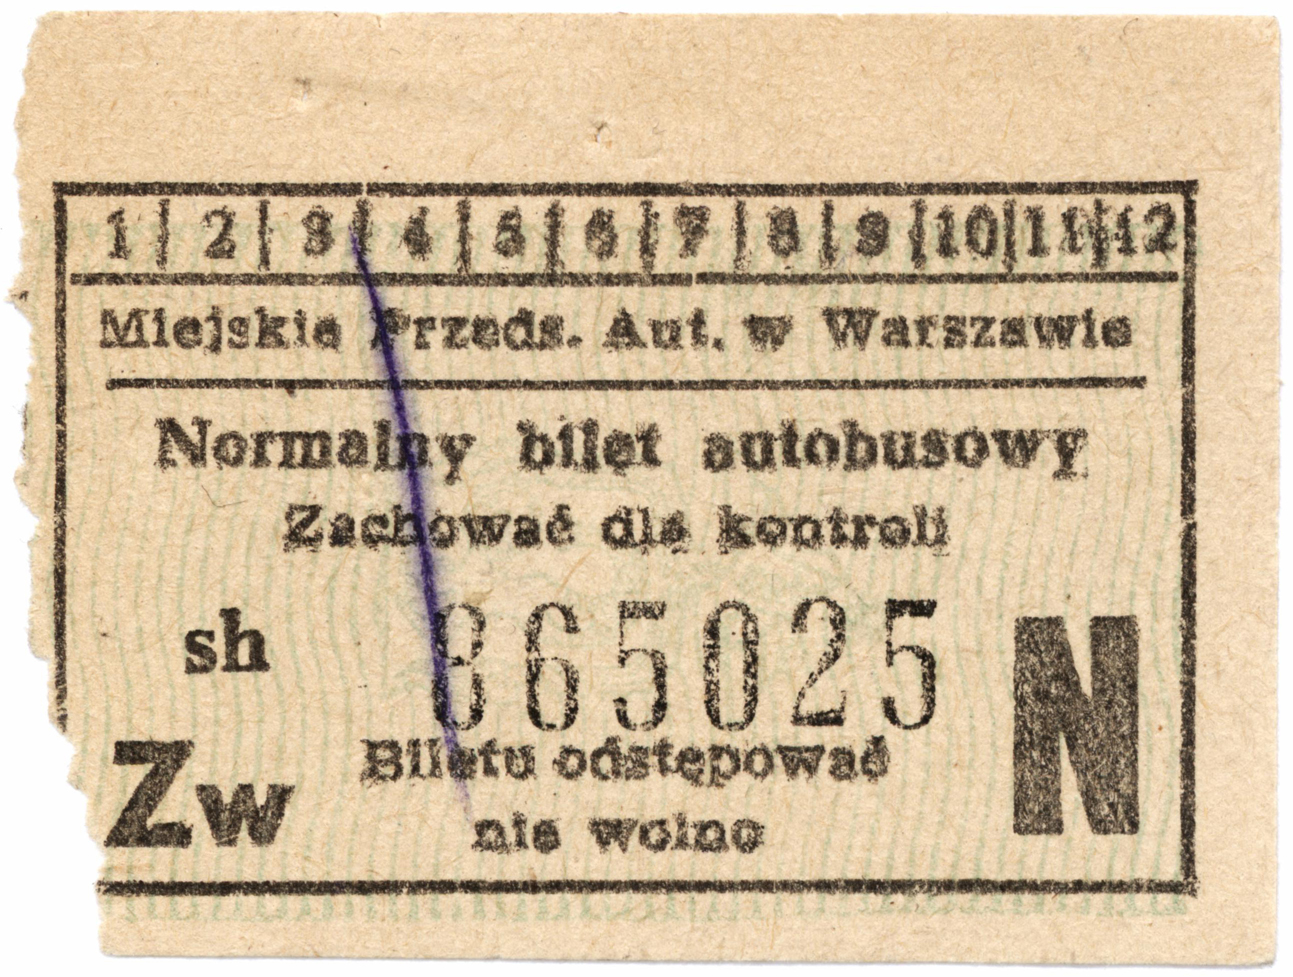 1 | 2 | 3 | 4 | 5 | 6 | 7 | 8 | 9 | 10 | 11 | 12
Miejskie Przeds. Aut. w Warszawie
Normalny bilet autobusowy
Zachować dla kontroli
sh 865025 N
Zw Biletu odstępować
nie wolno